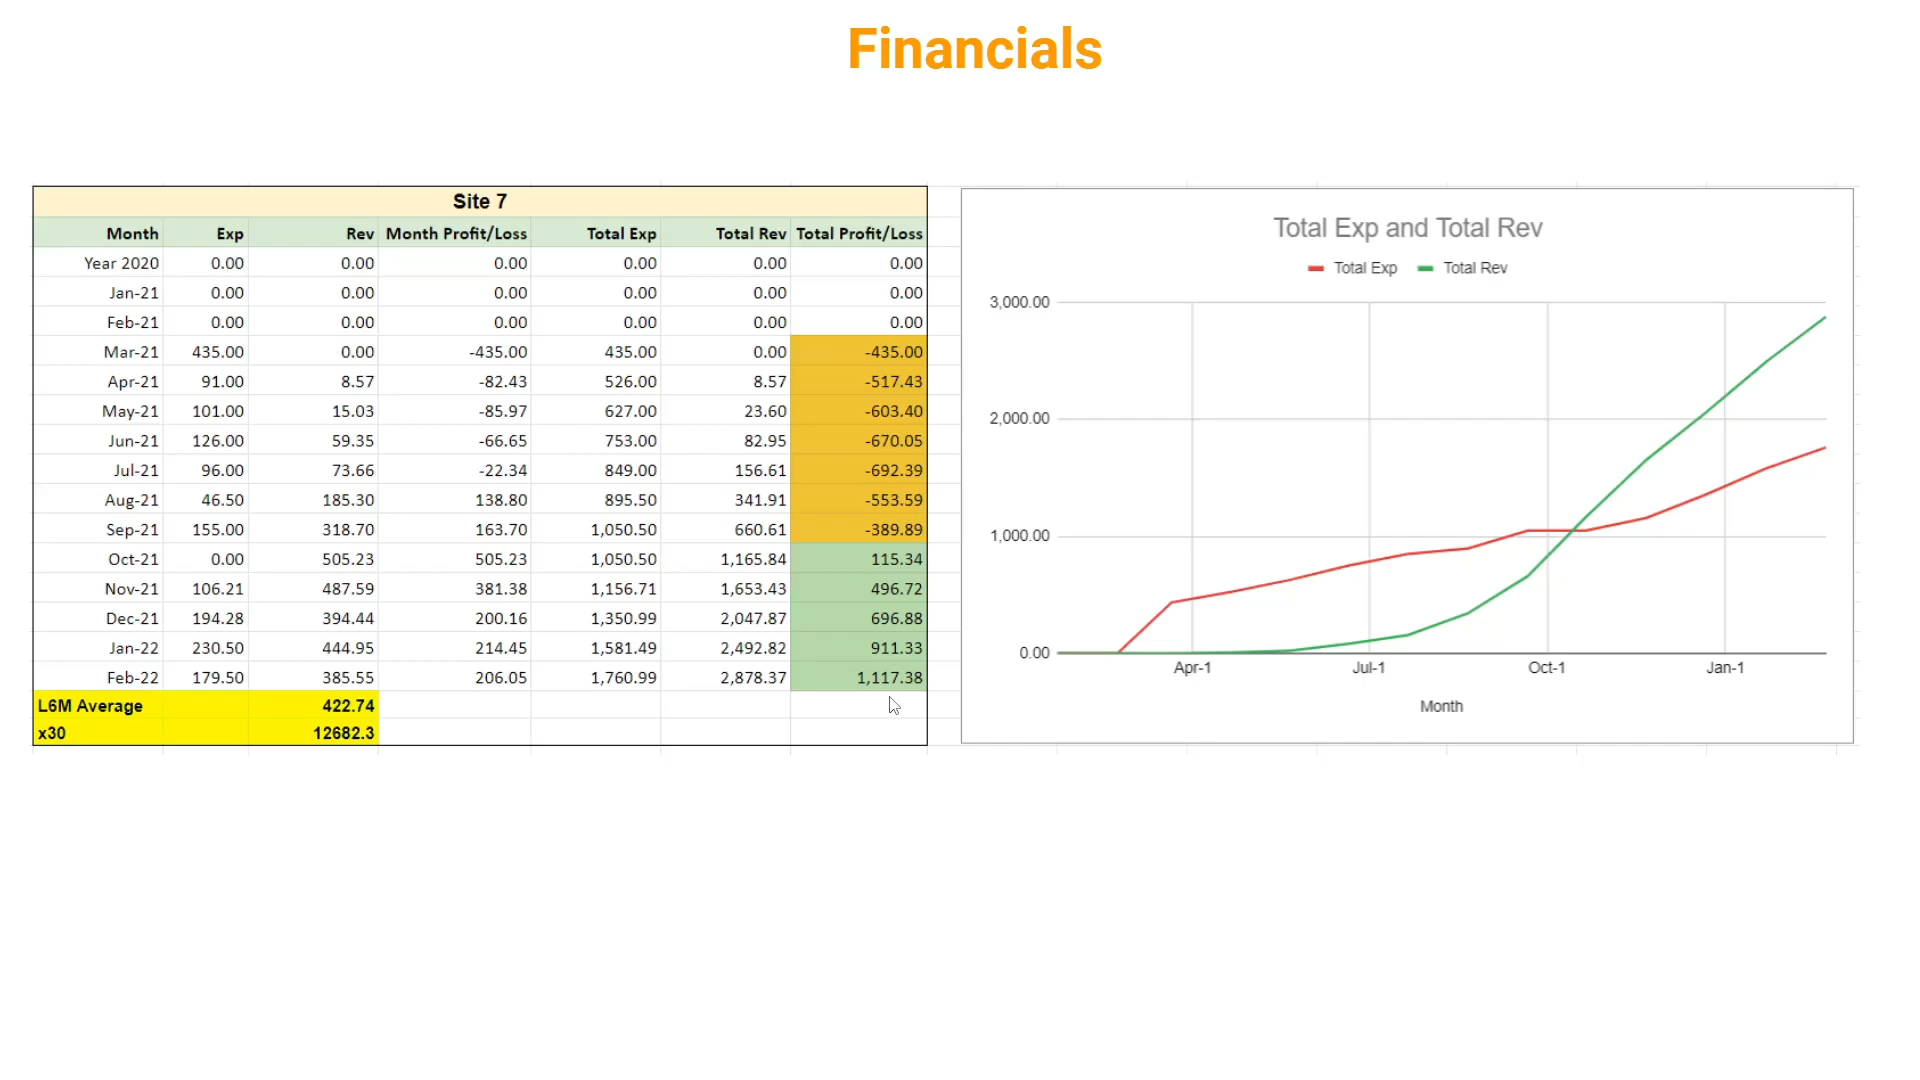 Financials
Site 7
Month Exp Rev Month Profit/Loss Total Exp Total Rev Total Profit/Loss
Year 2020 0.00 0.00 0.00 0.00 0.00 0.00
Jan-21 0.00 0.00 0.00 0.00 0.00 0.00
Feb-21 0.00 0.00 0.00 0.00 0.00 0.00
Mar-21 435.00 0.00 -435.00 435.00 0.00 -435.00
Apr-21 91.00 8.57 -82.43 526.00 8.57 -517.43
May-21 101.00 15.03 -85.97 627.00 23.60 -603.40
Jun-21 126.00 59.35 -66.65 753.00 82.95 -670.05
Jul-21 96.00 73.66 -22.34 849.00 156.61 -692.39
Aug-21 46.50 185.30 138.80 895.50 341.91 -553.59
Sep-21 155.00 318.70 163.70 1,050.50 660.61 -389.89
Oct-21 0.00 505.23 505.23 1,050.50 1,165.84 115.34
Nov-21 106.21 487.59 381.38 1,156.71 1,653.43 496.72
Dec-21 194.28 394.44 200.16 1,350.99 2,047.87 696.88
Jan-22 230.50 444.95 214.45 1,581.49 2,492.82 911.33
Feb-22 179.50 385.55 206.05 1,760.99 2,878.37 1,117.38
L6M Average 422.74
x30 12682.3
Total Exp and Total Rev
Total Exp Total Rev
3,000.00
2,000.00
1,000.00
0.00
Apr-1 Jul-1 Oct-1 Jan-1
Month